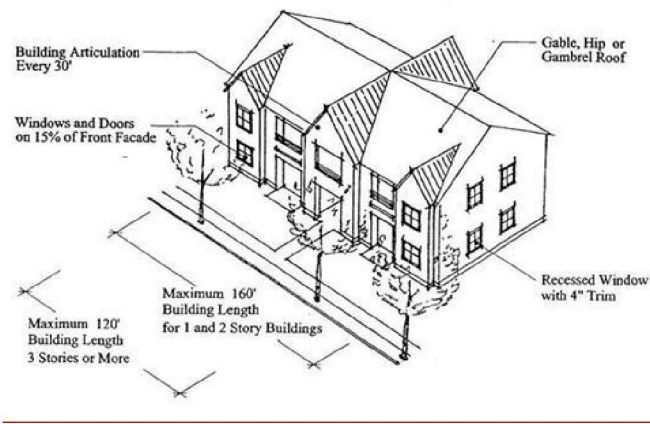 Building Articulation
Every 30'
Gable, Hip or
Gambrel Roof
Windows and Doors
on 15% of Front Facade
Recessed Window
with 4" Trim
Maximum 160'
Building Length
for 1 and 2 Story Buildings
Maximum 120'
Building Length
3 Stories or More